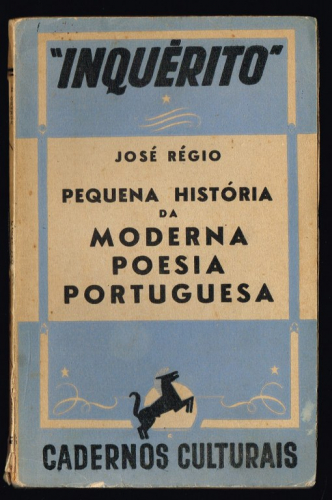 "INQUÉRITO"
JOSÉ RÉGIO
PEQUENA HISTÓRIA
DA
MODERNA
POESIA
PORTUGUESA
CADERNOS CULTURAIS